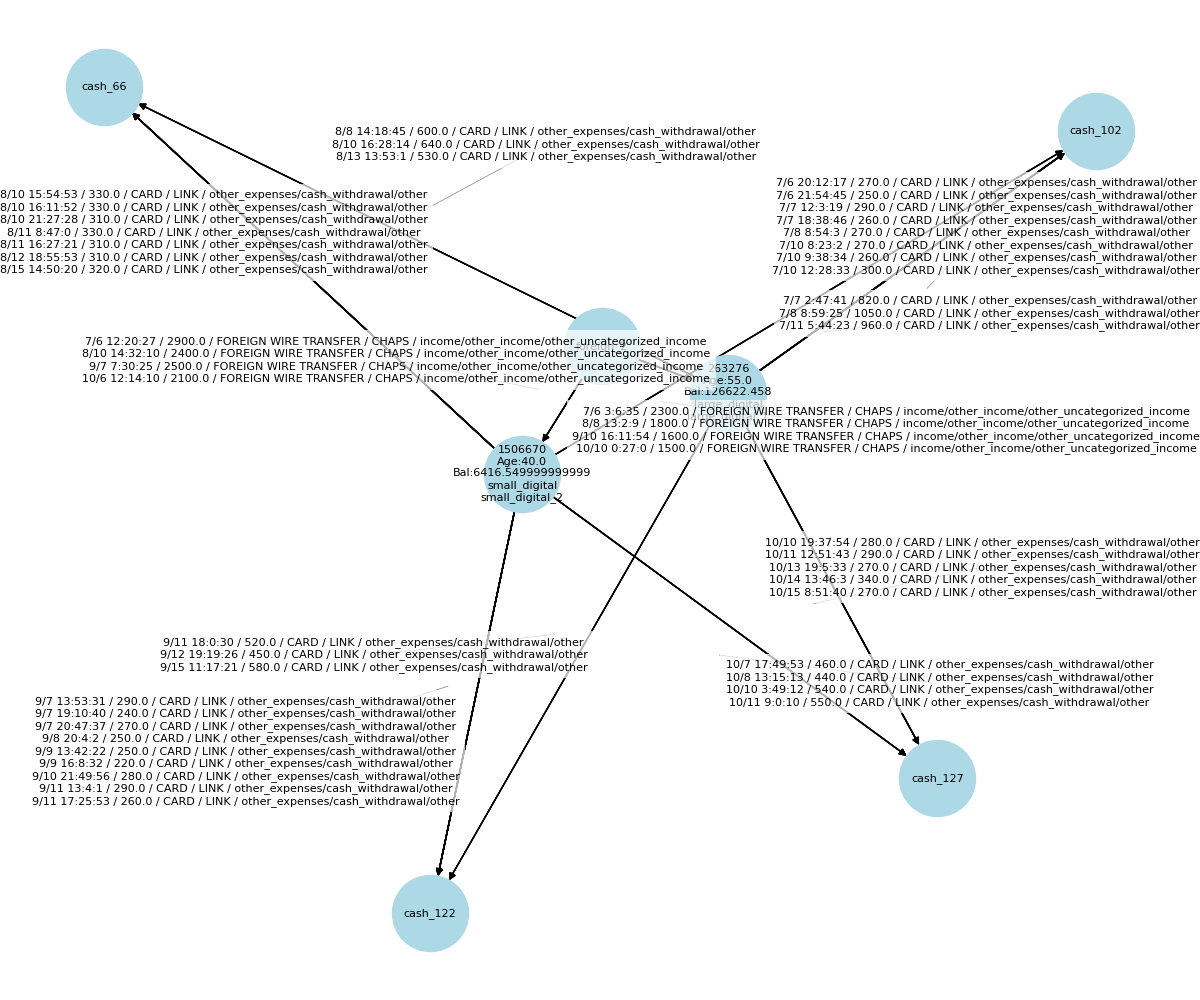 cash_66
cash_102
8/8 14:18:45 / 600.0 / CARD / LINK / other_expenses/cash_withdrawal/other
8/10 16:28:14 / 640.0 / CARD / LINK / other_expenses/cash_withdrawal/other
8/13 13:53:1 / 530.0 / CARD / LINK / other_expenses/cash_withdrawal/other
8/10 15:54:53 / 330.0 / CARD / LINK / other_expenses/cash_withdrawal/other
8/10 16:11:52 / 330.0 / CARD / LINK / other_expenses/cash_withdrawal/other
8/10 21:27:28 / 310.0 / CARD / LINK / other_expenses/cash_withdrawal/other
8/11 8:47:0 / 330.0 / CARD / LINK / other_expenses/cash_withdrawal/other
8/11 16:27:21 / 310.0 / CARD / LINK / other_expenses/cash_withdrawal/other
8/12 18:55:53 / 310.0 / CARD / LINK / other_expenses/cash_withdrawal/other
8/15 14:50:20 / 320.0 / CARD / LINK / other_expenses/cash_withdrawal/other
7/6 20:12:17 / 270.0 / CARD / LINK / other_expenses/cash_withdrawal/other
7/6 21:54:45 / 250.0 / CARD / LINK / other_expenses/cash_withdrawal/other
7/7 12:3:19 / 290.0 / CARD / LINK / other_expenses/cash_withdrawal/other
7/7 18:38:46 / 260.0 / CARD / LINK / other_expenses/cash_withdrawal/other
7/8 8:54:3 / 270.0 / CARD / LINK / other_expenses/cash_withdrawal/other
7/10 8:23:2 / 270.0 / CARD / LINK / other_expenses/cash_withdrawal/other
7/10 9:38:34 / 260.0 / CARD / LINK / other_expenses/cash_withdrawal/other
7/10 12:28:33 / 300.0 / CARD / LINK / other_expenses/cash_withdrawal/other
7/7 2:47:41 / 820.0 / CARD / LINK / other_expenses/cash_withdrawal/other
7/8 8:59:25 / 1050.0 / CARD / LINK / other_expenses/cash_withdrawal/other
7/11 5:44:23 / 960.0 / CARD / LINK / other_expenses/cash_withdrawal/other
7/6 12:20:27 / 2900.0 / FOREIGN WIRE TRANSFER / CHAPS / income/other_income/other_uncategorized_income
8/10 14:32:10 / 2400.0 / FOREIGN WIRE TRANSFER / CHAPS / income/other_income/other_uncategorized_income
9/7 7:30:25 / 2500.0 / FOREIGN WIRE TRANSFER / CHAPS / income/other_income/other_uncategorized_income
10/6 12:14:10 / 2100.0 / FOREIGN WIRE TRANSFER / CHAPS / income/other_income/other_uncategorized_income
263276
Age:55.0
Bal:126622.458
large_digital
7/6 3:6:35 / 2300.0 / FOREIGN WIRE TRANSFER / CHAPS / income/other_income/other_uncategorized_income
8/8 13:2:9 / 1800.0 / FOREIGN WIRE TRANSFER / CHAPS / income/other_income/other_uncategorized_income
9/10 16:11:54 / 1600.0 / FOREIGN WIRE TRANSFER / CHAPS / income/other_income/other_uncategorized_income
10/10 0:27:0 / 1500.0 / FOREIGN WIRE TRANSFER / CHAPS / income/other_income/other_uncategorized_income
1506670
Age:40.0
Bal:6416.549999999999
small_digital
small_digital_2
10/10 19:37:54 / 280.0 / CARD / LINK / other_expenses/cash_withdrawal/other
10/11 12:51:43 / 290.0 / CARD / LINK / other_expenses/cash_withdrawal/other
10/13 19:5:33 / 270.0 / CARD / LINK / other_expenses/cash_withdrawal/other
10/14 13:46:3 / 340.0 / CARD / LINK / other_expenses/cash_withdrawal/other
10/15 8:51:40 / 270.0 / CARD / LINK / other_expenses/cash_withdrawal/other
9/11 18:0:30 / 520.0 / CARD / LINK / other_expenses/cash_withdrawal/other
9/12 19:19:26 / 450.0 / CARD / LINK / other_expenses/cash_withdrawal/other
9/15 11:17:21 / 580.0 / CARD / LINK / other_expenses/cash_withdrawal/other
10/7 17:49:53 / 460.0 / CARD / LINK / other_expenses/cash_withdrawal/other
10/8 13:15:13 / 440.0 / CARD / LINK / other_expenses/cash_withdrawal/other
10/10 3:49:12 / 540.0 / CARD / LINK / other_expenses/cash_withdrawal/other
10/11 9:0:10 / 550.0 / CARD / LINK / other_expenses/cash_withdrawal/other
9/7 13:53:31 / 290.0 / CARD / LINK / other_expenses/cash_withdrawal/other
9/7 19:10:40 / 240.0 / CARD / LINK / other_expenses/cash_withdrawal/other
9/7 20:47:37 / 270.0 / CARD / LINK / other_expenses/cash_withdrawal/other
9/8 20:4:2 / 250.0 / CARD / LINK / other_expenses/cash_withdrawal/other
9/9 13:42:22 / 250.0 / CARD / LINK / other_expenses/cash_withdrawal/other
9/9 16:8:32 / 220.0 / CARD / LINK / other_expenses/cash_withdrawal/other
9/10 21:49:56 / 280.0 / CARD / LINK / other_expenses/cash_withdrawal/other
9/11 13:4:1 / 290.0 / CARD / LINK / other_expenses/cash_withdrawal/other
9/11 17:25:53 / 260.0 / CARD / LINK / other_expenses/cash_withdrawal/other
cash_127
cash_122